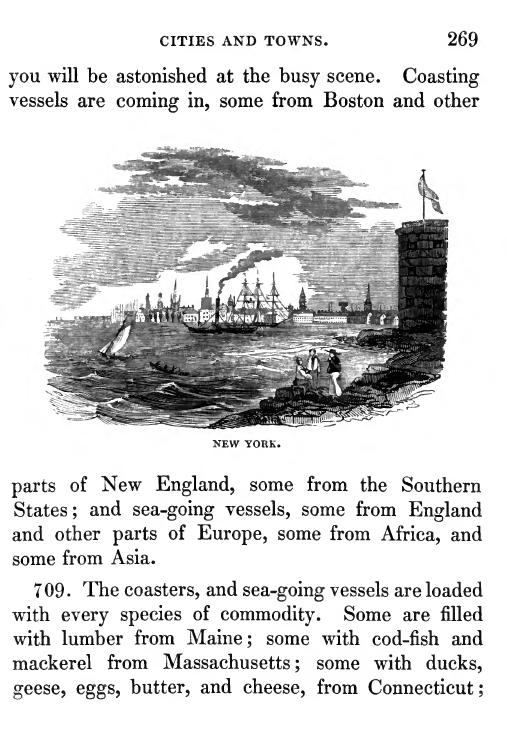 CITIES AND TOWNS. 269
you will be astonished at the busy scene. Coasting
vessels are coming in, some from Boston and other
NEW YORK.
parts of New England, some from the Southern
States; and sea-going vessels, some from England
and other parts of Europe, some from Africa, and
some from Asia.
709. The coasters, and sea-going vessels are loaded
with every species of commodity. Some are filled
with lumber from Maine; some with cod-fish and
mackerel from Massachusetts; some with ducks,
geese, eggs, butter, and cheese, from Connecticut;